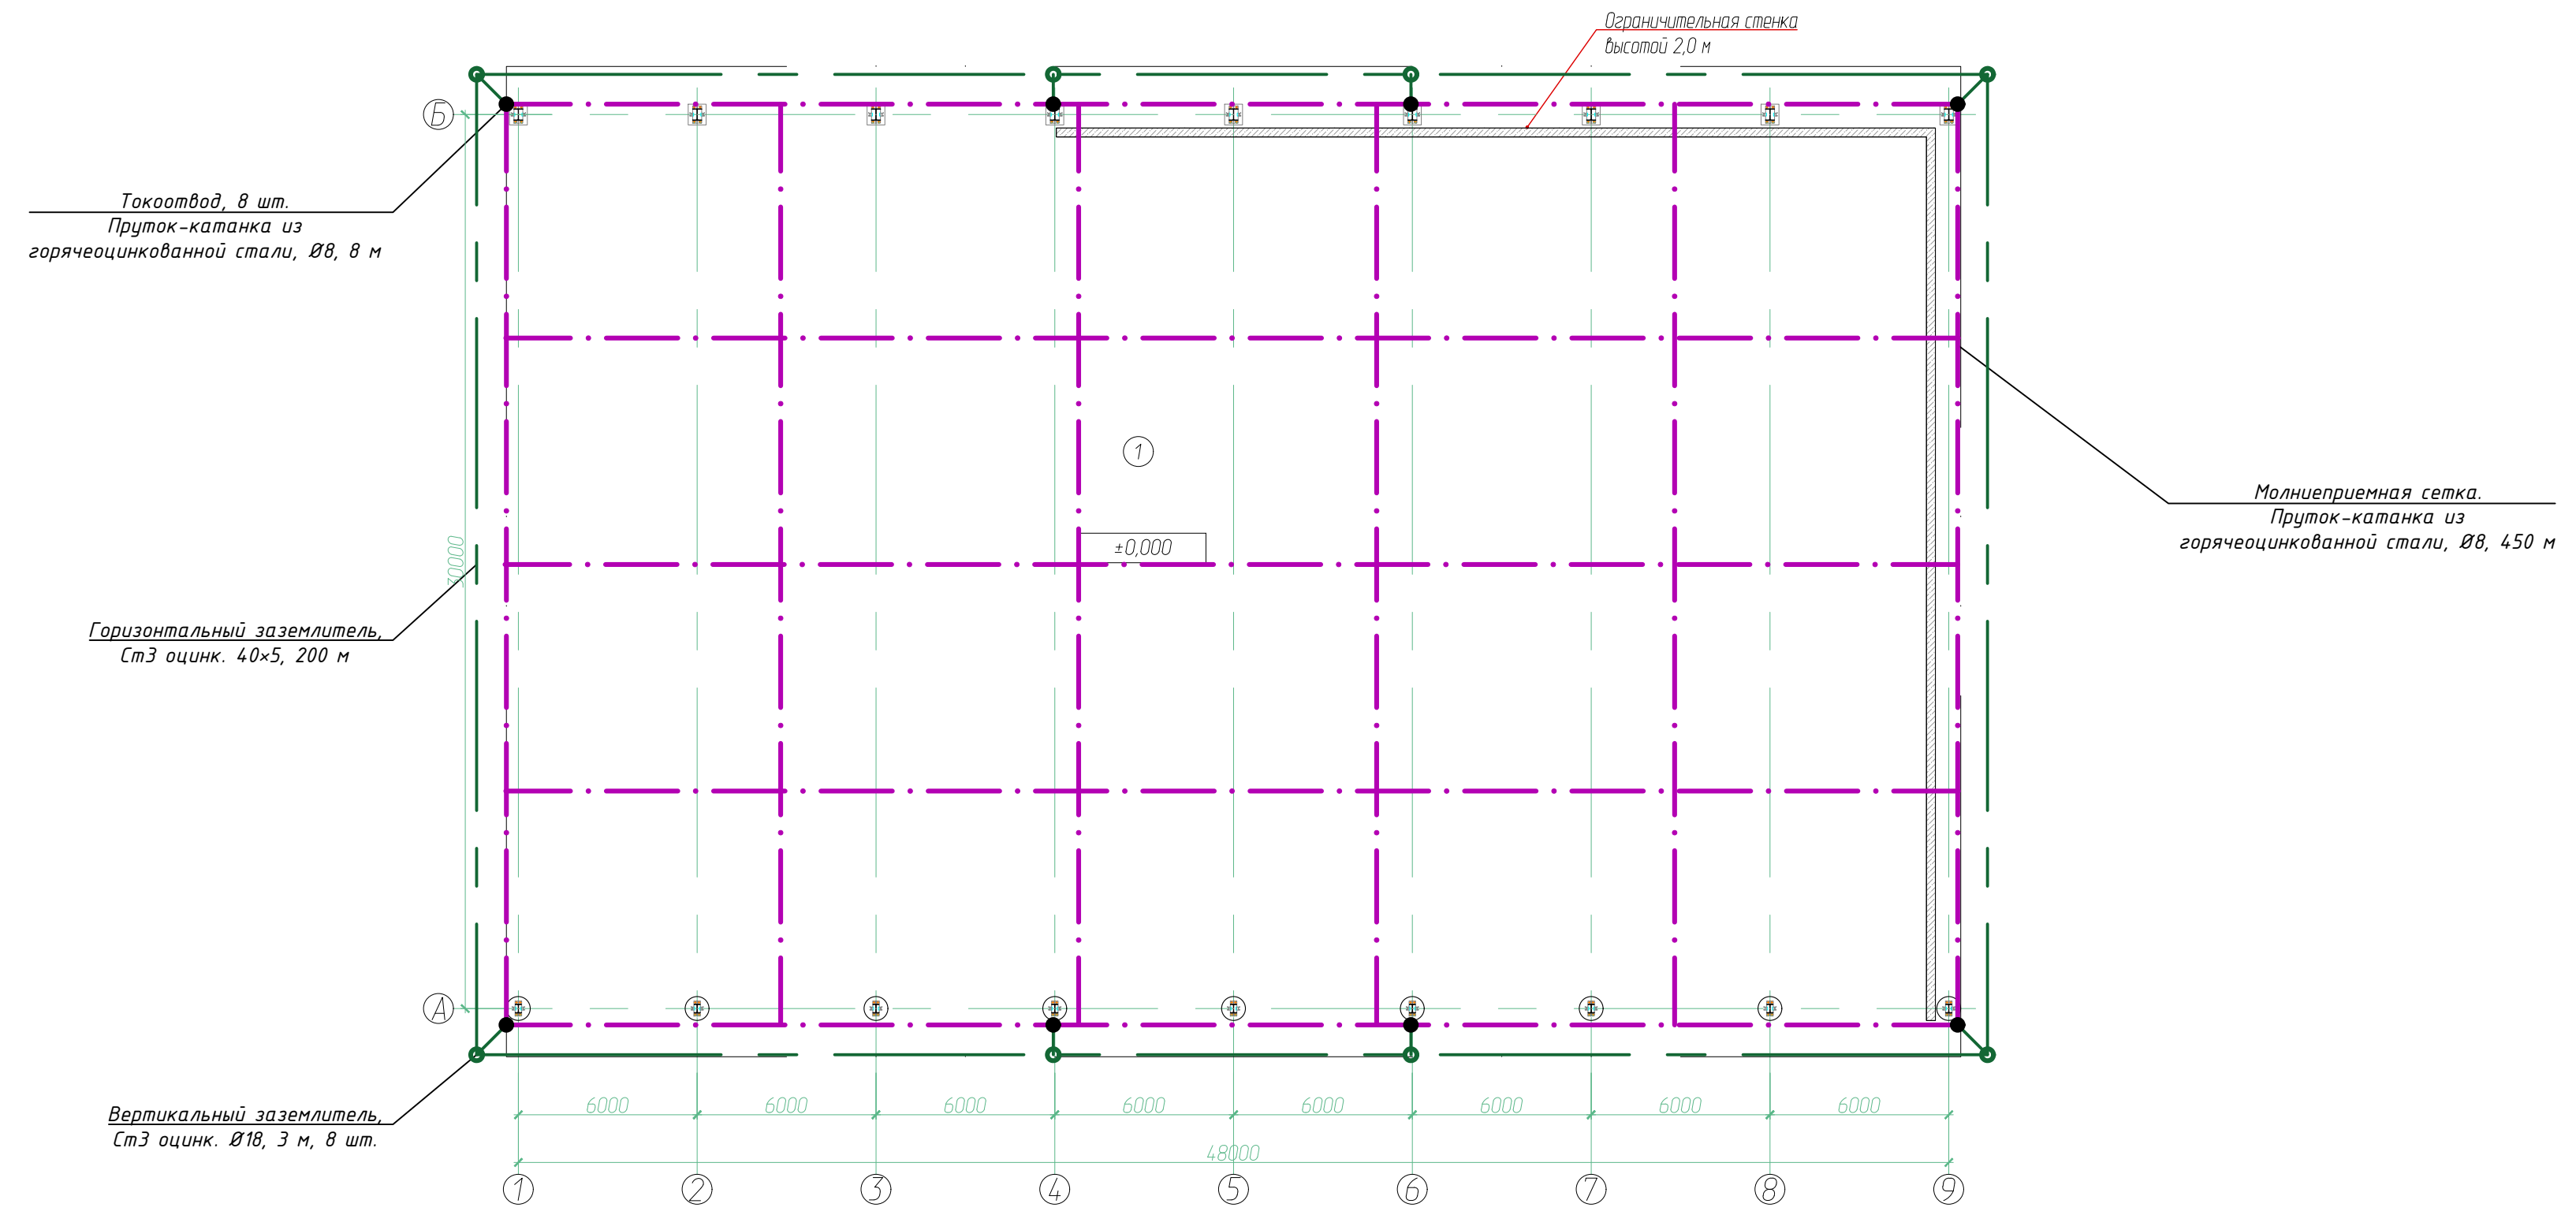 Ограничительная стенка
высотой 2,0 м
Б
Токоотвод, 8 шт.
Пруток-катанка из
горячеоцинкованной стали, Ø8, 8 м
1
Молниеприемная сетка.
Пруток-катанка из
горячеоцинкованной стали, Ø8, 450 м
±0,000
30000
Горизонтальный заземлитель,
Ст3 оцинк. 40×5, 200 м
А
Вертикальный заземлитель,
Ст3 оцинк. Ø18, 3 м, 8 шт.
6000 6000 6000 6000 6000 6000 6000 6000
48000
1 2 3 4 5 6 7 8 9